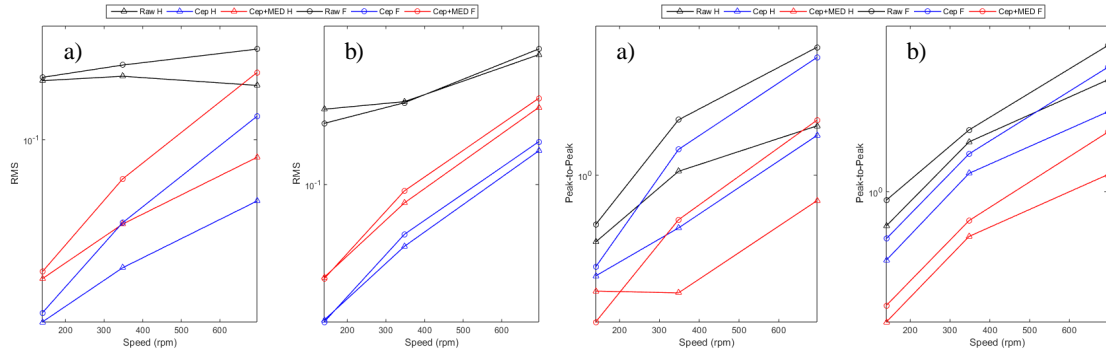 Raw H Cep H Cep+MED H Raw F Cep F Cep+MED F
a)
RMS
10⁻¹
200 300 400 500 600
Speed (rpm)
b)
RMS
10⁻¹
200 300 400 500 600
Speed (rpm)
Raw H Cep H Cep+MED H Raw F Cep F Cep+MED F
a)
Peak-to-Peak
10⁰
200 300 400 500 600
Speed (rpm)
b)
Peak-to-Peak
10⁰
200 300 400 500 600
Speed (rpm)